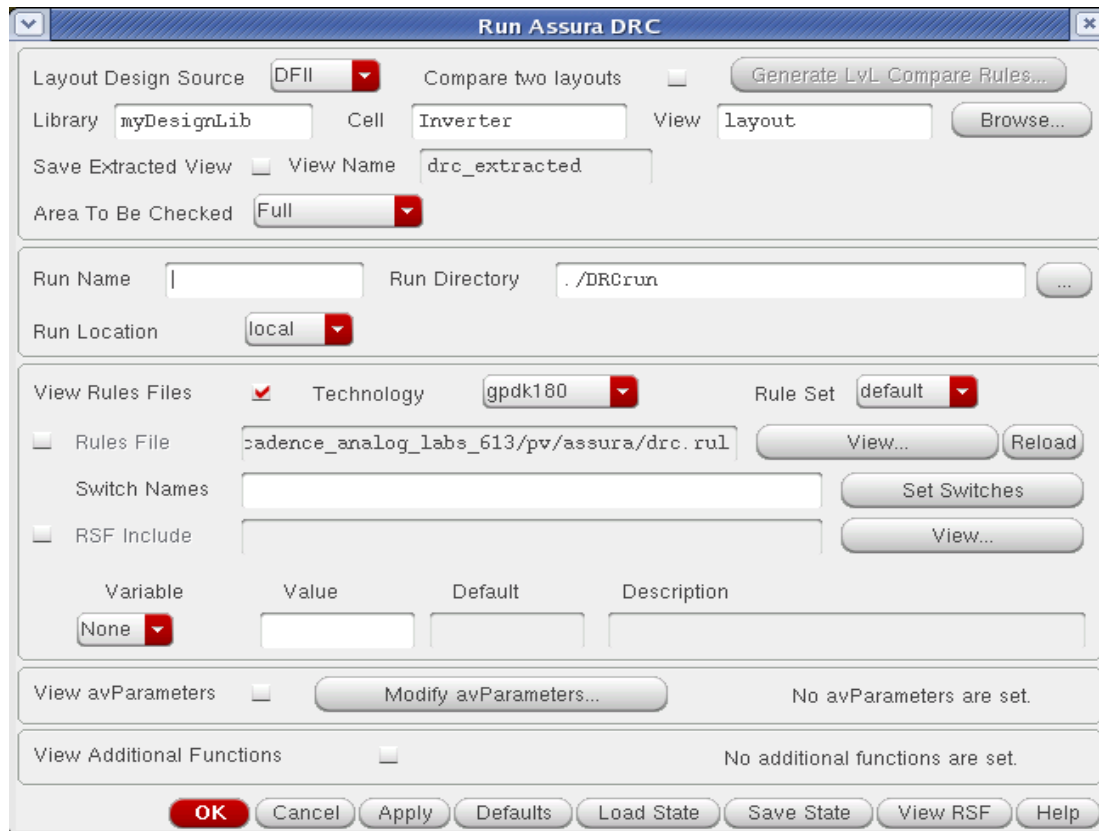 Run Assura DRC
Layout Design Source DFII Compare two layouts Generate LvL Compare Rules...
Library myDesignLib Cell Inverter View layout Browse...
Save Extracted View View Name drc_extracted
Area To Be Checked Full
Run Name Run Directory ./DRCrun ...
Run Location local
View Rules Files Technology gpdk180 Rule Set default
Rules File cadence_analog_labs_613/pv/assura/drc.rul View... Reload
Switch Names Set Switches
RSF Include View...
Variable Value Default Description
None
View avParameters Modify avParameters... No avParameters are set.
View Additional Functions No additional functions are set.
OK Cancel Apply Defaults Load State Save State View RSF Help